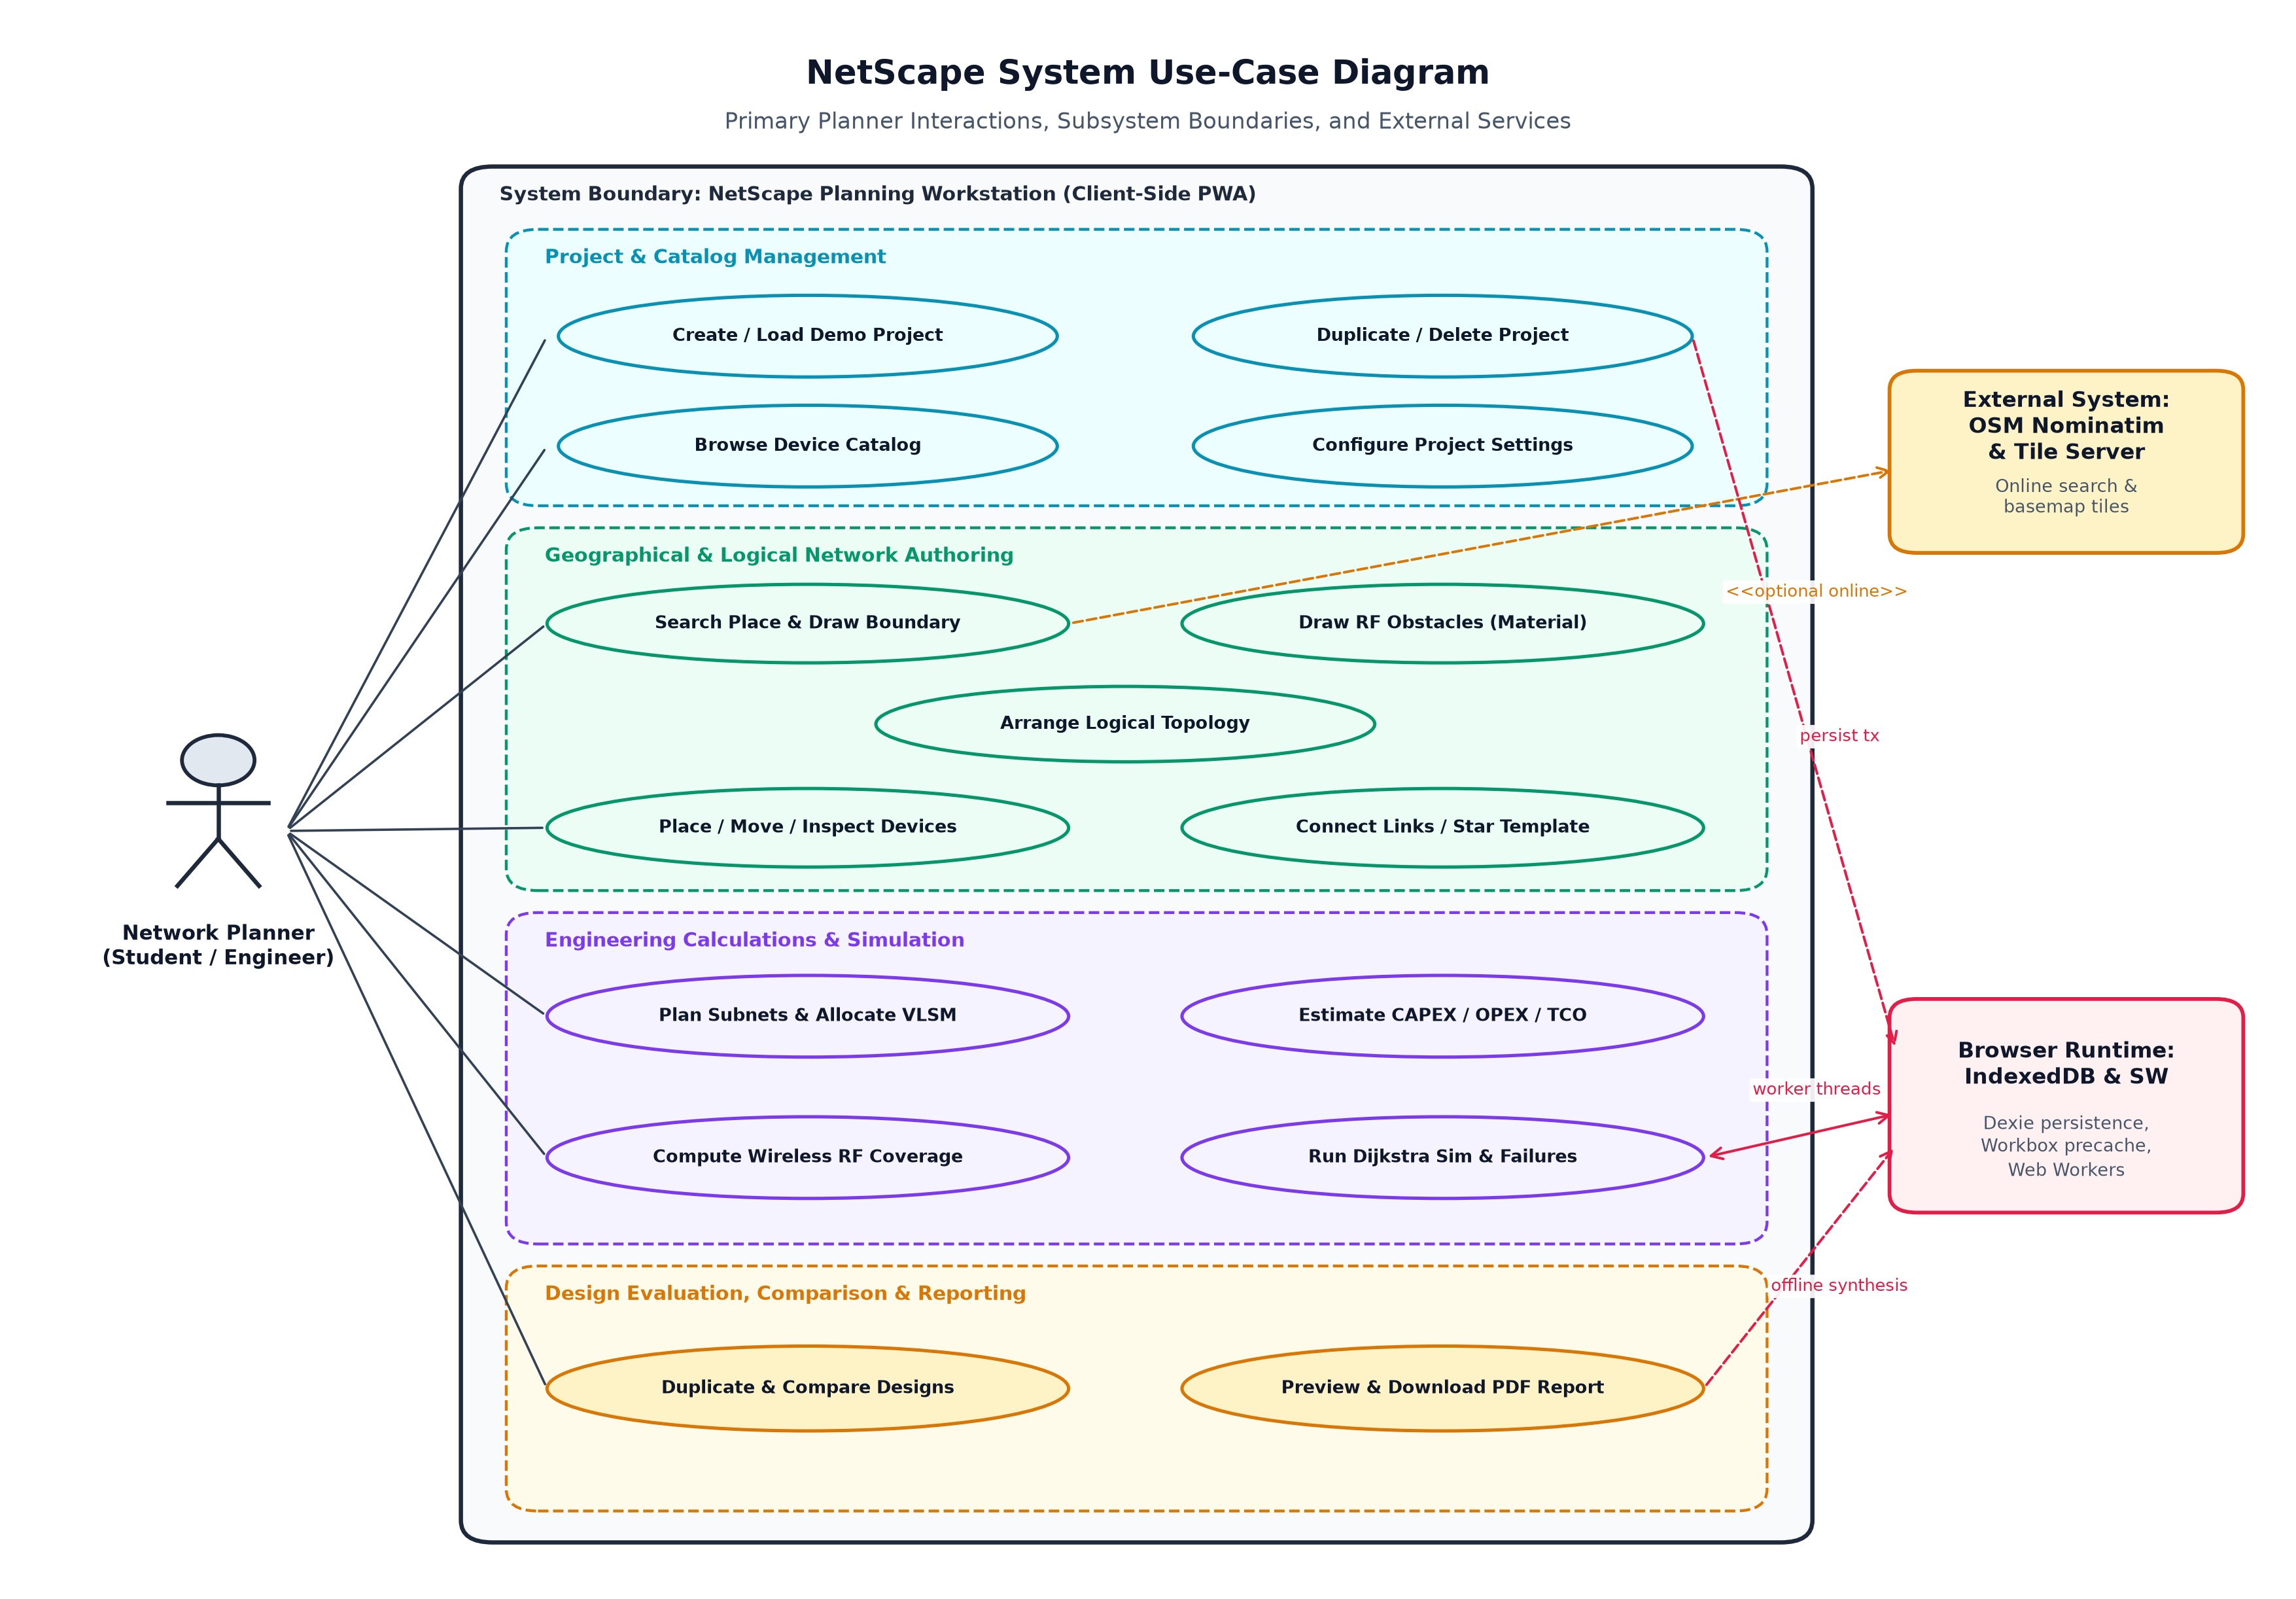 NetScape System Use-Case Diagram
Primary Planner Interactions, Subsystem Boundaries, and External Services
System Boundary: NetScape Planning Workstation (Client-Side PWA)
Project & Catalog Management
Create / Load Demo Project
Duplicate / Delete Project
Browse Device Catalog
Configure Project Settings
Geographical & Logical Network Authoring
Search Place & Draw Boundary
Draw RF Obstacles (Material)
Arrange Logical Topology
Place / Move / Inspect Devices
Connect Links / Star Template
Engineering Calculations & Simulation
Plan Subnets & Allocate VLSM
Estimate CAPEX / OPEX / TCO
Compute Wireless RF Coverage
Run Dijkstra Sim & Failures
Design Evaluation, Comparison & Reporting
Duplicate & Compare Designs
Preview & Download PDF Report
Network Planner
(Student / Engineer)
External System:
OSM Nominatim
& Tile Server
Online search &
basemap tiles
<<optional online>>
persist tx
worker threads
offline synthesis
Browser Runtime:
IndexedDB & SW
Dexie persistence,
Workbox precache,
Web Workers